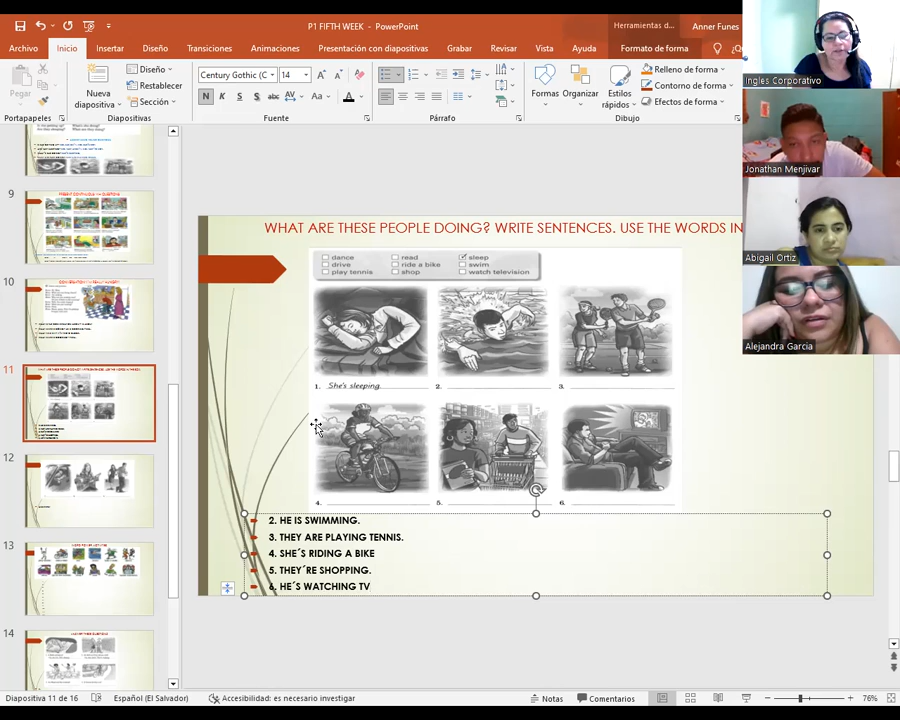 P1 FIFTH WEEK - PowerPoint
Herramientas d...
Anner Funes
Archivo Inicio Insertar Diseño Transiciones Animaciones Presentación con diapositivas Grabar Revisar Vista Ayuda Formato de forma
Pegar
Nueva diapositiva
Diseño
Restablecer
Sección
Century Gothic (C
14
N K S S abc AV Aa A
Formas Organizar Estilos rápidos
Relleno de forma
Contorno de forma
Efectos de forma
Portapapeles Diapositivas Fuente Párrafo Dibujo
Ingles Corporativo
Jonathan Menjivar
Abigail Ortiz
Alejandra Garcia
9
10
11
12
13
14
WHAT ARE THESE PEOPLE DOING? WRITE SENTENCES. USE THE WORDS IN
dance read sleep
drive ride a bike swim
play tennis shop watch television
1. She's sleeping. 2. 3.
4. 5. 6.
2. HE IS SWIMMING.
3. THEY ARE PLAYING TENNIS.
4. SHE´S RIDING A BIKE
5. THEY´RE SHOPPING.
6. HE´S WATCHING TV
Diapositiva 11 de 16 Español (El Salvador) Accesibilidad: es necesario investigar Notas Comentarios 76%